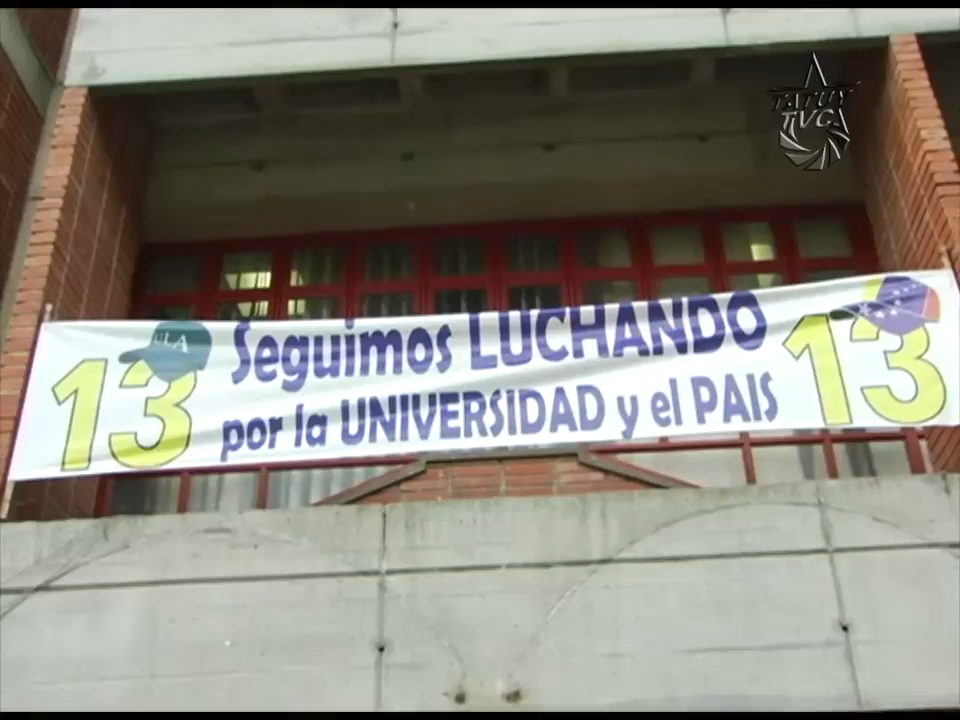 TATUY
TVC
13
ULA
Seguimos LUCHANDO
por la UNIVERSIDAD y el PAIS
13